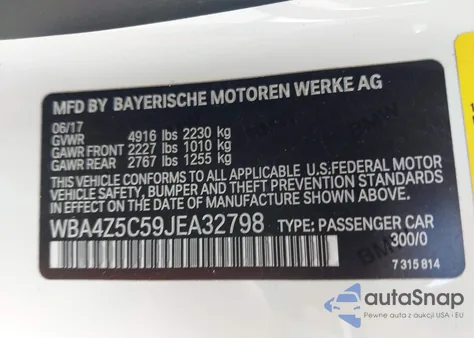 MFD BY BAYERISCHE MOTOREN WERKE AG
06/17
GVWR 4916 lbs 2230 kg
GAWR FRONT 2227 lbs 1010 kg
GAWR REAR 2767 lbs 1255 kg
THIS VEHICLE CONFORMS TO ALL APPLICABLE U.S. FEDERAL MOTOR
VEHICLE SAFETY, BUMPER, AND THEFT PREVENTION STANDARDS
IN EFFECT ON THE DATE OF MANUFACTURE SHOWN ABOVE.
WBA4Z5C59JEA32798 TYPE: PASSENGER CAR
300/0
7 315 814
autoSnap
Pewne auta z aukcji USA i EU